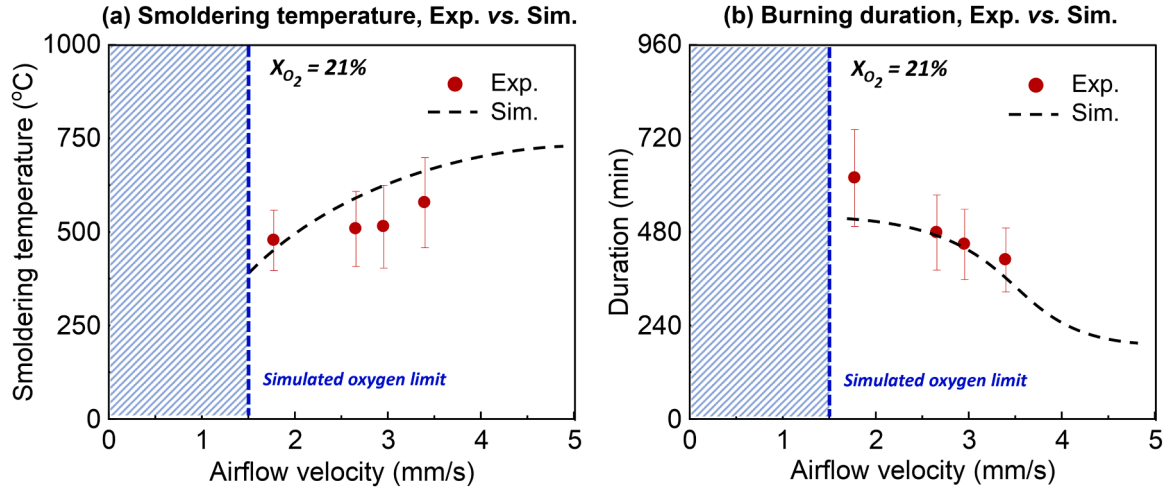 (a) Smoldering temperature, Exp. vs. Sim.
1000
750
500
250
0
Smoldering temperature (°C)
X_O₂ = 21%
Exp.
Sim.
Simulated oxygen limit
0 1 2 3 4 5
Airflow velocity (mm/s)
(b) Burning duration, Exp. vs. Sim.
960
720
480
240
0
Duration (min)
X_O₂ = 21%
Exp.
Sim.
Simulated oxygen limit
0 1 2 3 4 5
Airflow velocity (mm/s)